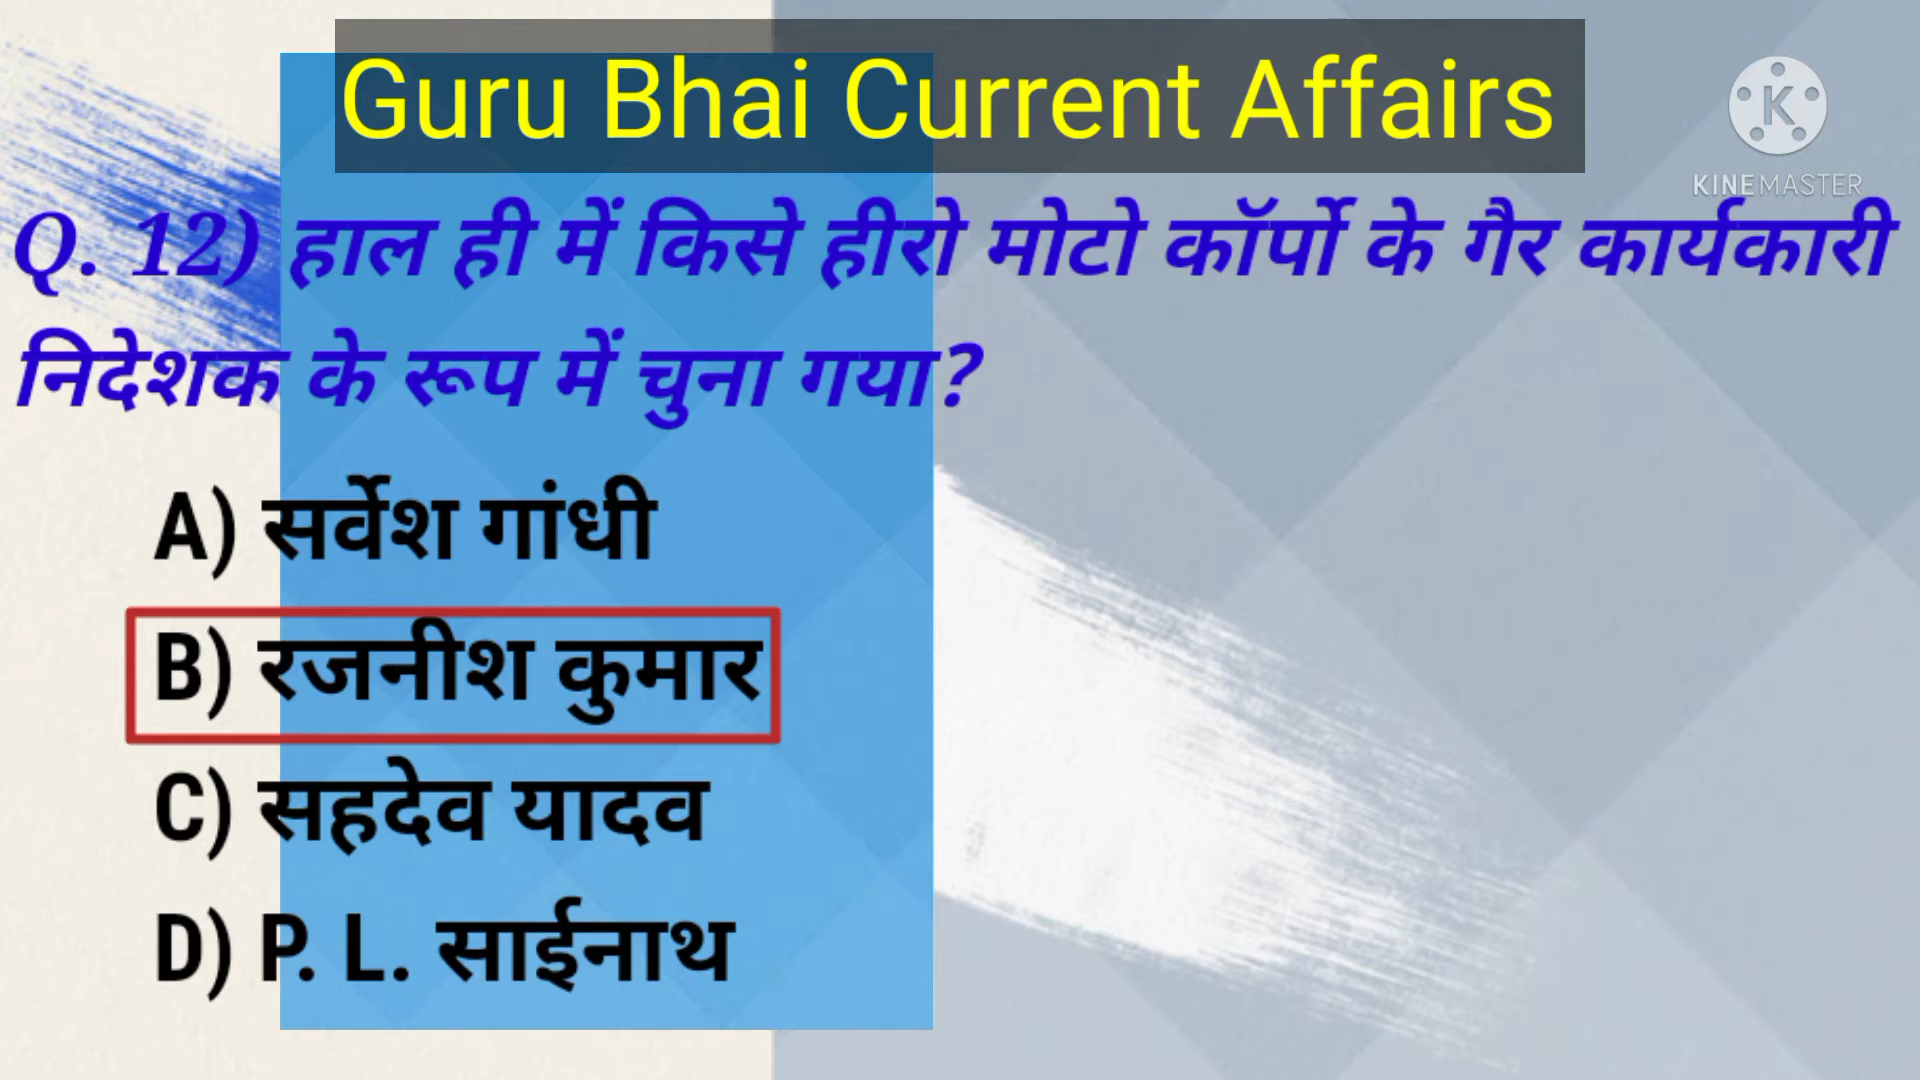 Guru Bhai Current Affairs
K
KINEMASTER
Q. 12) हाल ही में किसे हीरो मोटो कॉर्पो के गैर कार्यकारी
निदेशक के रूप में चुना गया?
A) सर्वेश गांधी
B) रजनीश कुमार
C) सहदेव यादव
D) P. L. साईनाथ